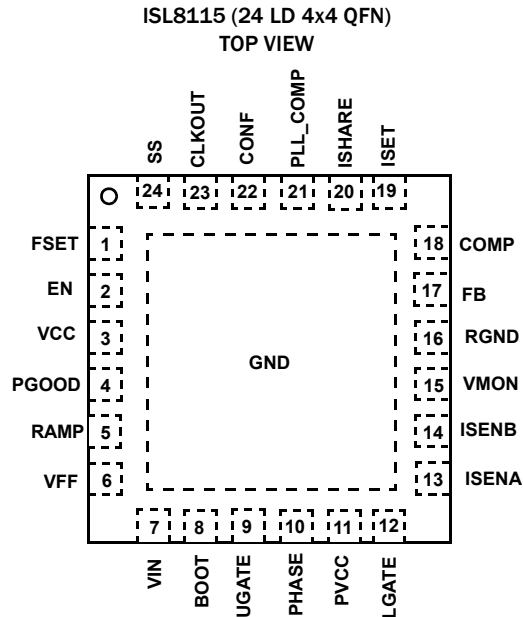 ISL8115 (24 LD 4x4 QFN)
TOP VIEW
SS
CLKOUT
CONF
PLL_COMP
ISHARE
ISET
24
23
22
21
20
19
FSET 1
EN 2
VCC 3
PGOOD 4
RAMP 5
VFF 6
GND
18 COMP
17 FB
16 RGND
15 VMON
14 ISENB
13 ISENA
7
8
9
10
11
12
VIN
BOOT
UGATE
PHASE
PVCC
LGATE